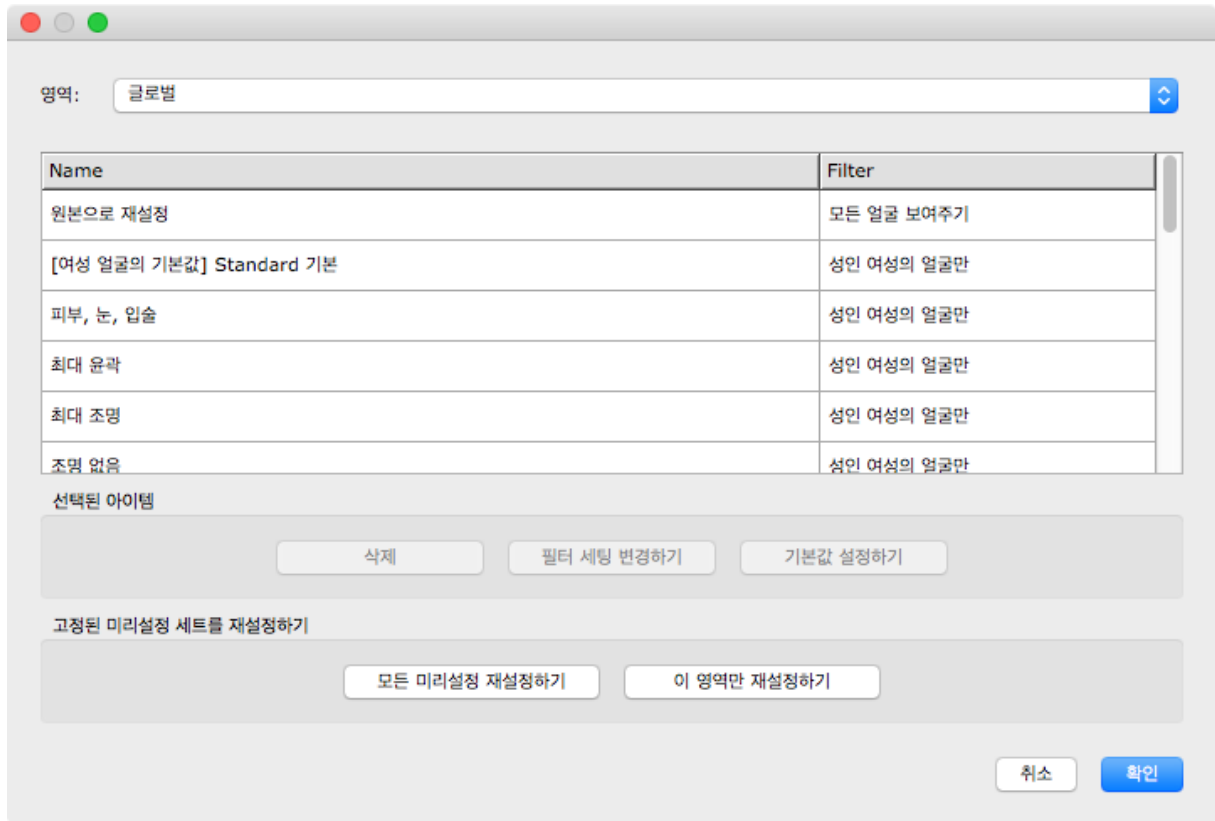 영역: 글로벌
Name Filter
원본으로 재설정 모든 얼굴 보여주기
[여성 얼굴의 기본값] Standard 기본 성인 여성의 얼굴만
피부, 눈, 입술 성인 여성의 얼굴만
최대 윤곽 성인 여성의 얼굴만
최대 조명 성인 여성의 얼굴만
조명 없음 성인 여성의 얼굴만
선택된 아이템
삭제 필터 세팅 변경하기 기본값 설정하기
고정된 미리설정 세트를 재설정하기
모든 미리설정 재설정하기 이 영역만 재설정하기
취소 확인